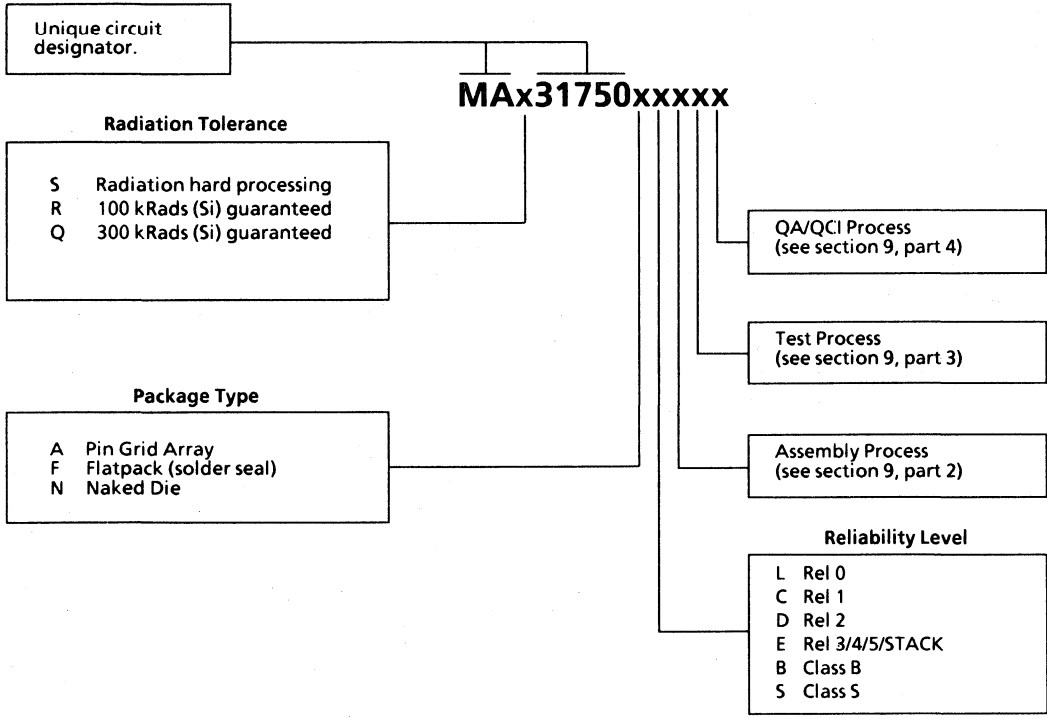 Unique circuit
designator.
MAx31750xxxxx
Radiation Tolerance
S Radiation hard processing
R 100 kRads (Si) guaranteed
Q 300 kRads (Si) guaranteed
Package Type
A Pin Grid Array
F Flatpack (solder seal)
N Naked Die
QA/QCI Process
(see section 9, part 4)
Test Process
(see section 9, part 3)
Assembly Process
(see section 9, part 2)
Reliability Level
L Rel 0
C Rel 1
D Rel 2
E Rel 3/4/5/STACK
B Class B
S Class S